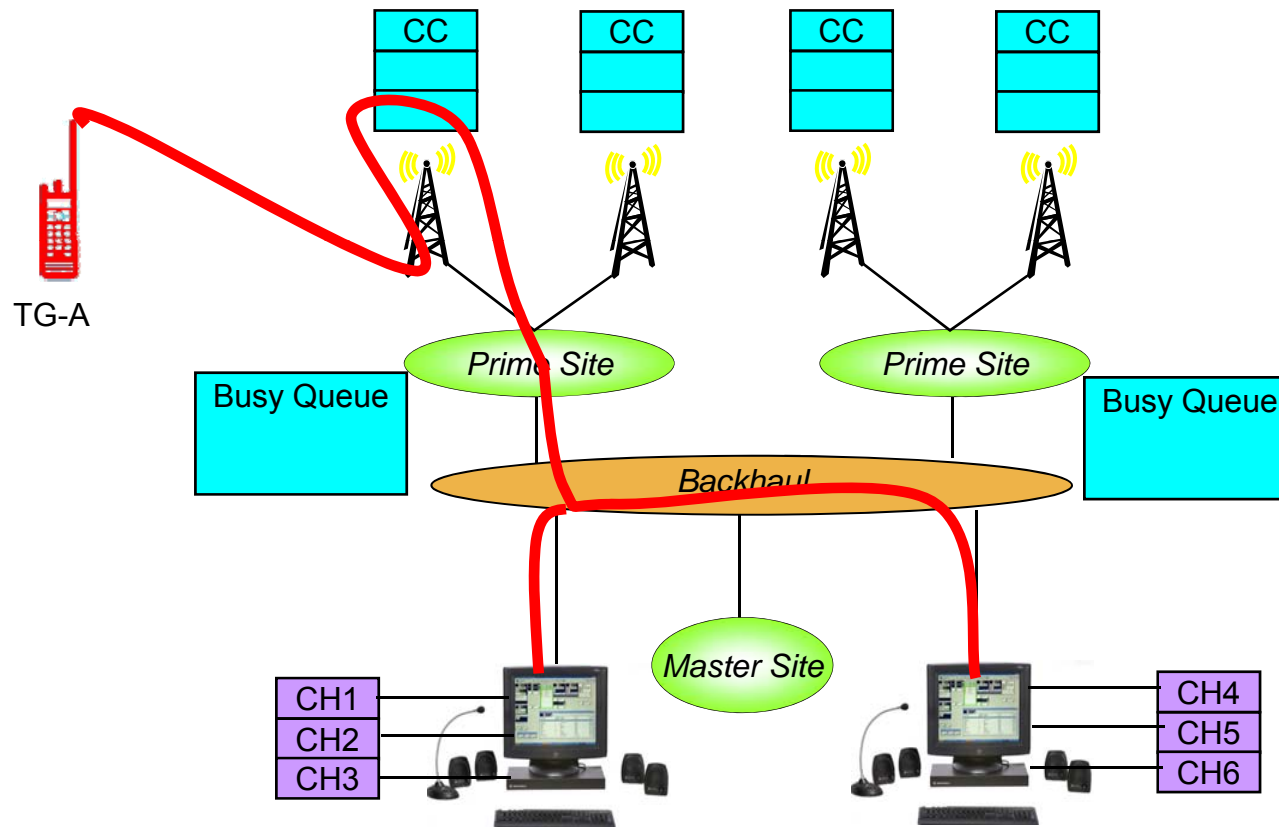 CC
CC
CC
CC
TG-A
Prime Site
Prime Site
Busy Queue
Busy Queue
Backhaul
Master Site
CH1
CH2
CH3
CH4
CH5
CH6